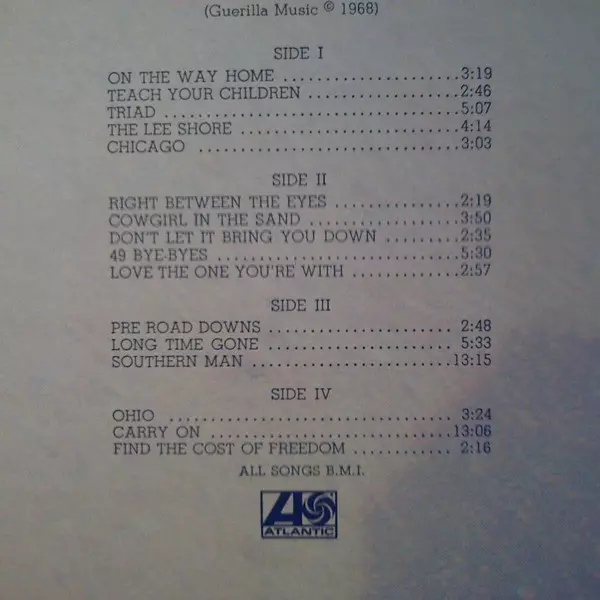 (Guerilla Music © 1968)
SIDE I
ON THE WAY HOME ......................3:19
TEACH YOUR CHILDREN ...................2:46
TRIAD .....................................5:07
THE LEE SHORE ............................4:14
CHICAGO .................................3:03
SIDE II
RIGHT BETWEEN THE EYES ................2:19
COWGIRL IN THE SAND ...................3:50
DON'T LET IT BRING YOU DOWN .........2:35
49 BYE-BYES ...............................5:30
LOVE THE ONE YOU'RE WITH ..............2:57
SIDE III
PRE ROAD DOWNS ....................... 2:48
LONG TIME GONE ....................... 5:33
SOUTHERN MAN .........................13:15
SIDE IV
OHIO ................................... 3:24
CARRY ON ..............................13:06
FIND THE COST OF FREEDOM ............ 2:16
ALL SONGS B.M.I.
ATLANTIC